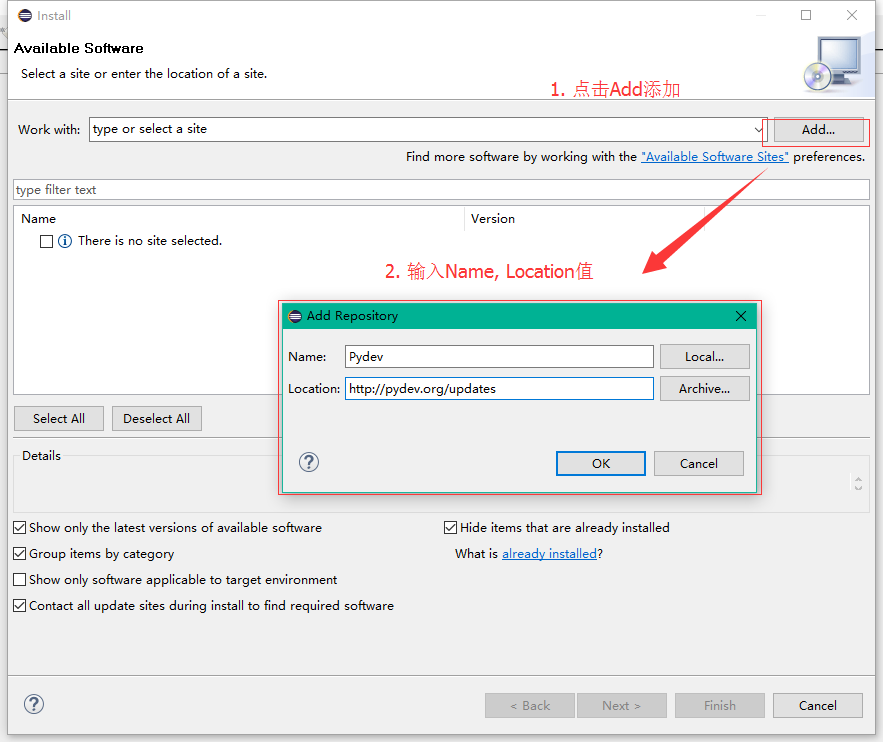 Install
Available Software
Select a site or enter the location of a site.
1. 点击Add添加
Work with: type or select a site Add...
Find more software by working with the "Available Software Sites" preferences.
type filter text
Name Version
There is no site selected.
2. 输入Name, Location值
Add Repository
Name: Pydev Local...
Location: http://pydev.org/updates Archive...
OK Cancel
Select All Deselect All
Details
Show only the latest versions of available software Hide items that are already installed
Group items by category What is already installed?
Show only software applicable to target environment
Contact all update sites during install to find required software
< Back Next > Finish Cancel